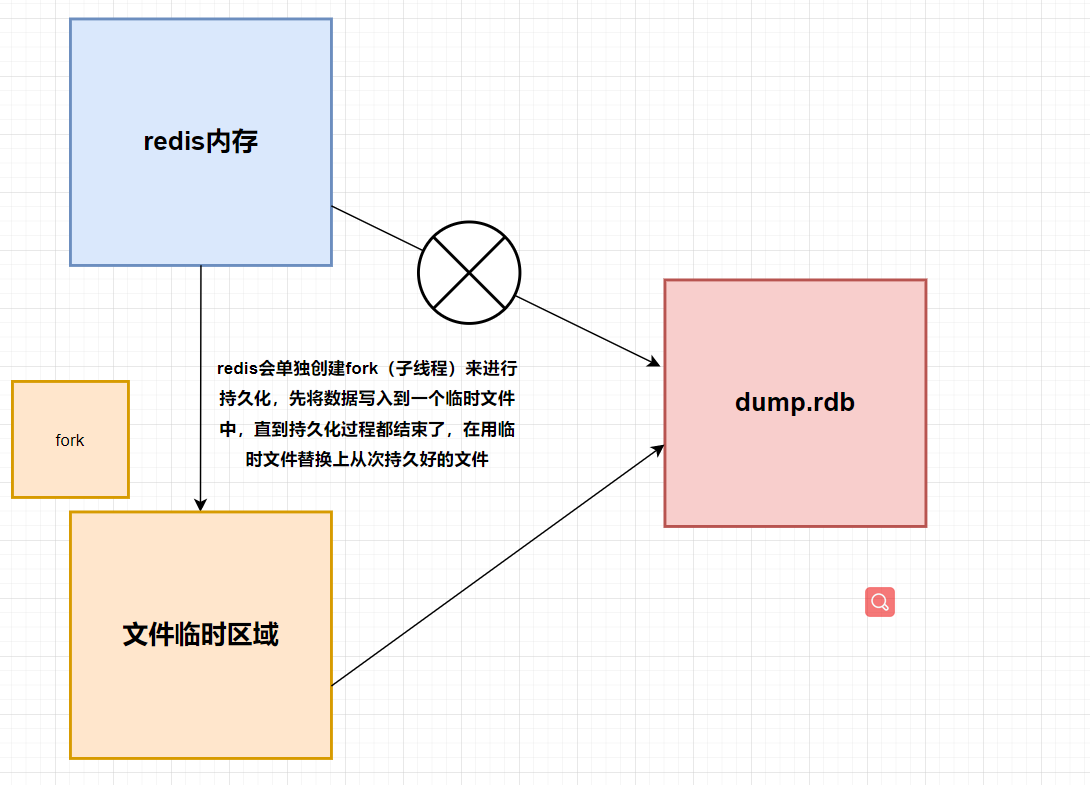 redis内存
redis会单独创建fork（子线程）来进行
持久化，先将数据写入到一个临时文件
中，直到持久化过程都结束了，在用临
时文件替换上从次持久好的文件
fork
dump.rdb
文件临时区域